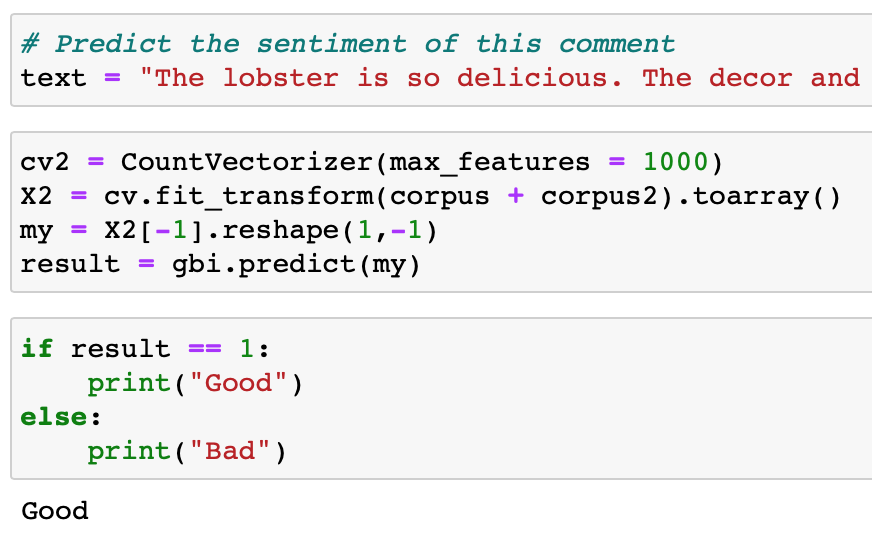 # Predict the sentiment of this comment
text = "The lobster is so delicious. The decor and
cv2 = CountVectorizer(max_features = 1000)
X2 = cv.fit_transform(corpus + corpus2).toarray()
my = X2[-1].reshape(1,-1)
result = gbi.predict(my)
if result == 1:
    print("Good")
else:
    print("Bad")
Good